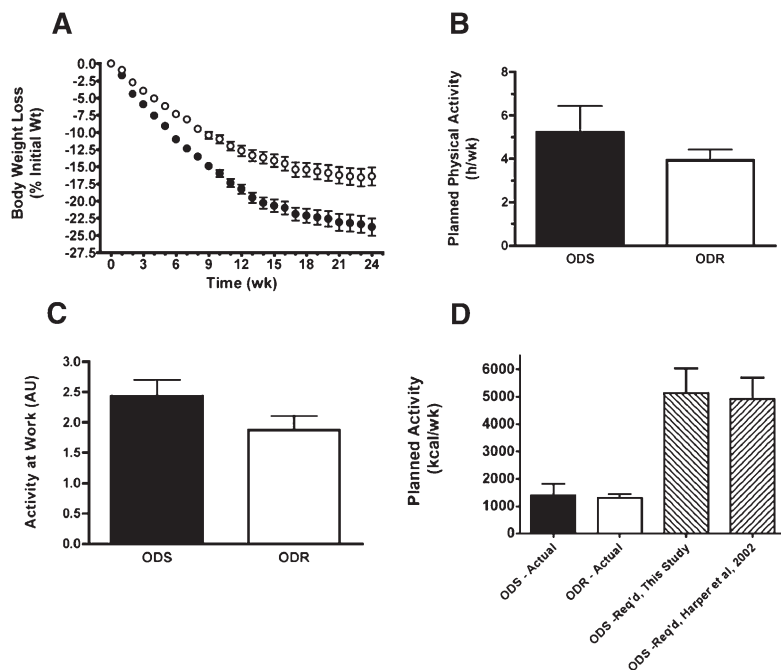 A
Body Weight Loss
(% Initial Wt)
0.0
-2.5
-5.0
-7.5
-10.0
-12.5
-15.0
-17.5
-20.0
-22.5
-25.0
-27.5
0 3 6 9 12 15 18 21 24
Time (wk)
B
Planned Physical Activity
(h/wk)
8
6
4
2
0
ODS ODR
C
Activity at Work (AU)
3.0
2.5
2.0
1.5
1.0
0.5
0.0
ODS ODR
D
Planned Activity
(kcal/wk)
6000
5000
4000
3000
2000
1000
0
ODS - Actual
ODR - Actual
ODS -Req'd, This Study
ODS -Req'd, Harper et al, 2002